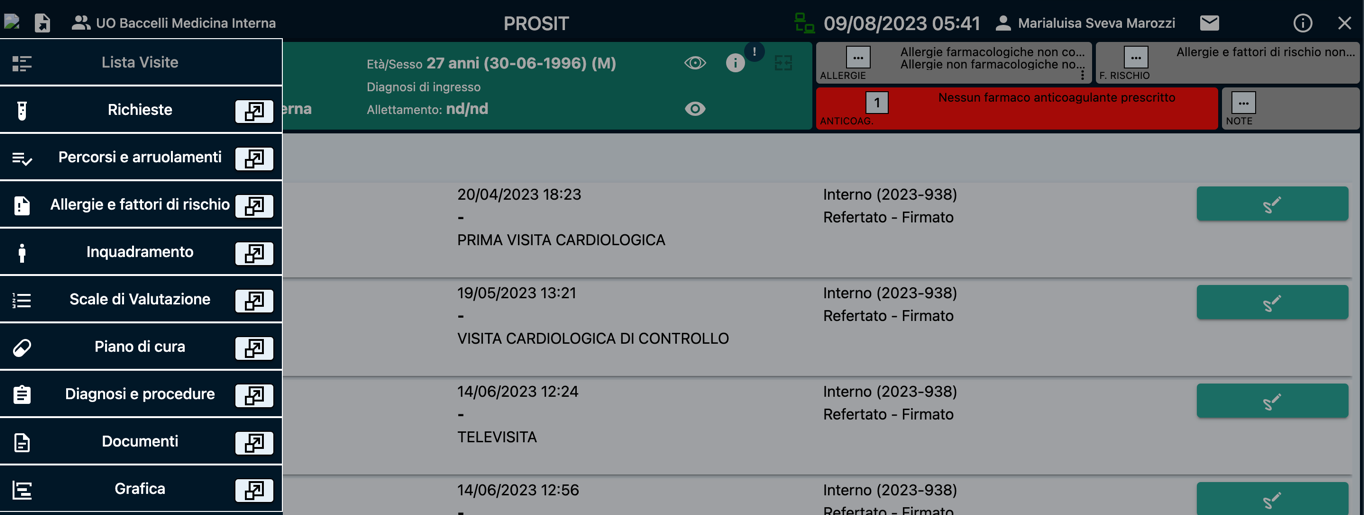 UO Baccelli Medicina Interna
PROSIT
09/08/2023 05:41
Marialuisa Sveva Marozzi
Lista Visite
Richieste
Percorsi e arruolamenti
Allergie e fattori di rischio
Inquadramento
Scale di Valutazione
Piano di cura
Diagnosi e procedure
Documenti
Grafica
erna
Età/Sesso 27 anni (30-06-1996) (M)
Diagnosi di ingresso
Allettamento: nd/nd
!
...
Allergie farmacologiche non co...
Allergie non farmacologiche no...
ALLERGIE
...
Allergie e fattori di rischio non...
F. RISCHIO
1
Nessun farmaco anticoagulante prescritto
ANTICOAG.
...
NOTE
20/04/2023 18:23
-
PRIMA VISITA CARDIOLOGICA
Interno (2023-938)
Refertato - Firmato
19/05/2023 13:21
-
VISITA CARDIOLOGICA DI CONTROLLO
Interno (2023-938)
Refertato - Firmato
14/06/2023 12:24
-
TELEVISITA
Interno (2023-938)
Refertato - Firmato
14/06/2023 12:56
-
Interno (2023-938)
Refertato - Firmato